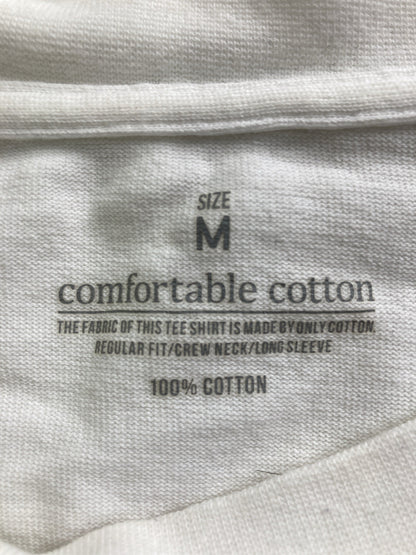 SIZE
M
comfortable cotton
THE FABRIC OF THIS TEE SHIRT IS MADE BY ONLY COTTON.
REGULAR FIT/CREW NECK/LONG SLEEVE
100% COTTON